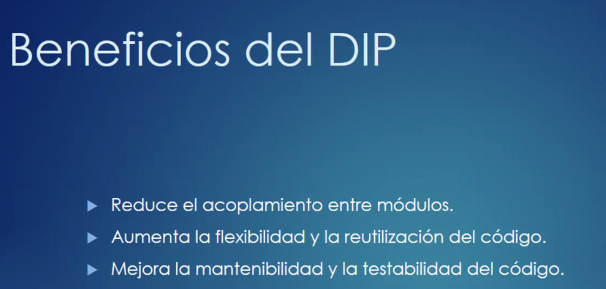 Beneficios del DIP
Reduce el acoplamiento entre módulos.
Aumenta la flexibilidad y la reutilización del código.
Mejora la mantenibilidad y la testabilidad del código.